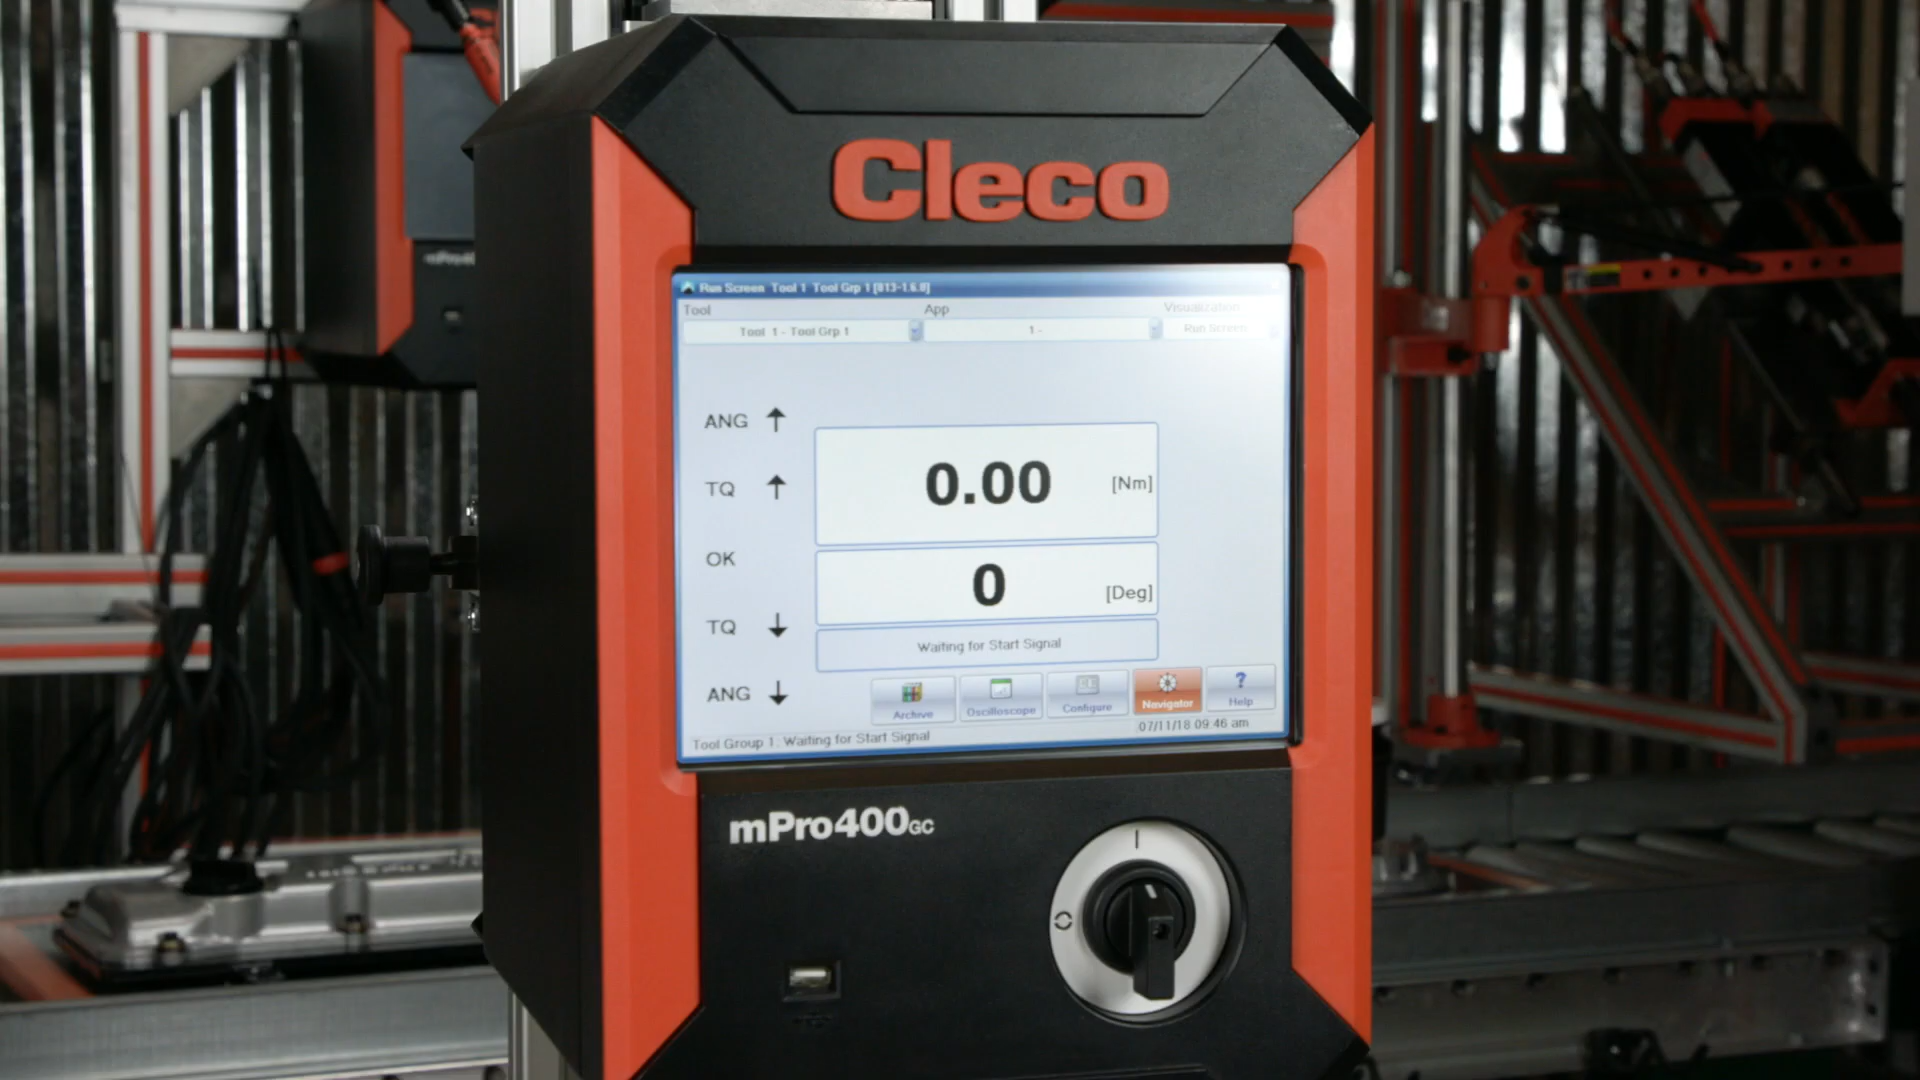 Cleco
Run Screen Tool 1 Tool Grp 1 [813-1.6.0]
Tool App Visualization
Tool 1 - Tool Grp 1 1 - Run Screen
ANG ↑
TQ ↑
0.00 [Nm]
OK
0 [Deg]
TQ ↓
Waiting for Start Signal
ANG ↓
Archive Oscilloscope Configure Navigator ? Help
Tool Group 1: Waiting for Start Signal 07/11/18 09:46 am
mPro400GC